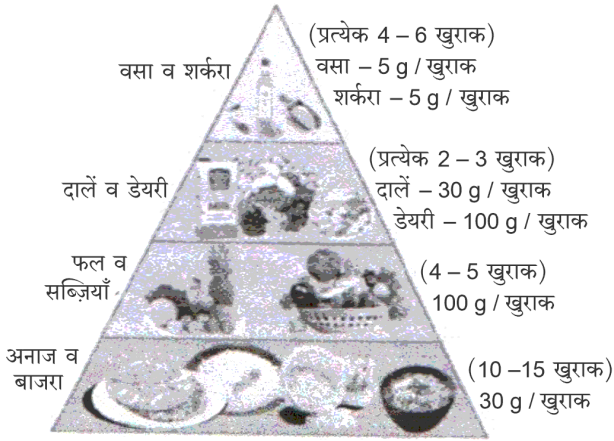 वसा व शर्करा
(प्रत्येक 4 – 6 खुराक)
वसा – 5 g / खुराक
शर्करा – 5 g / खुराक
दालें व डेयरी
(प्रत्येक 2 – 3 खुराक)
दालें – 30 g / खुराक
डेयरी – 100 g / खुराक
फल व
सब्ज़ियाँ
(4 – 5 खुराक)
100 g / खुराक
अनाज व
बाजरा
(10 –15 खुराक)
30 g / खुराक